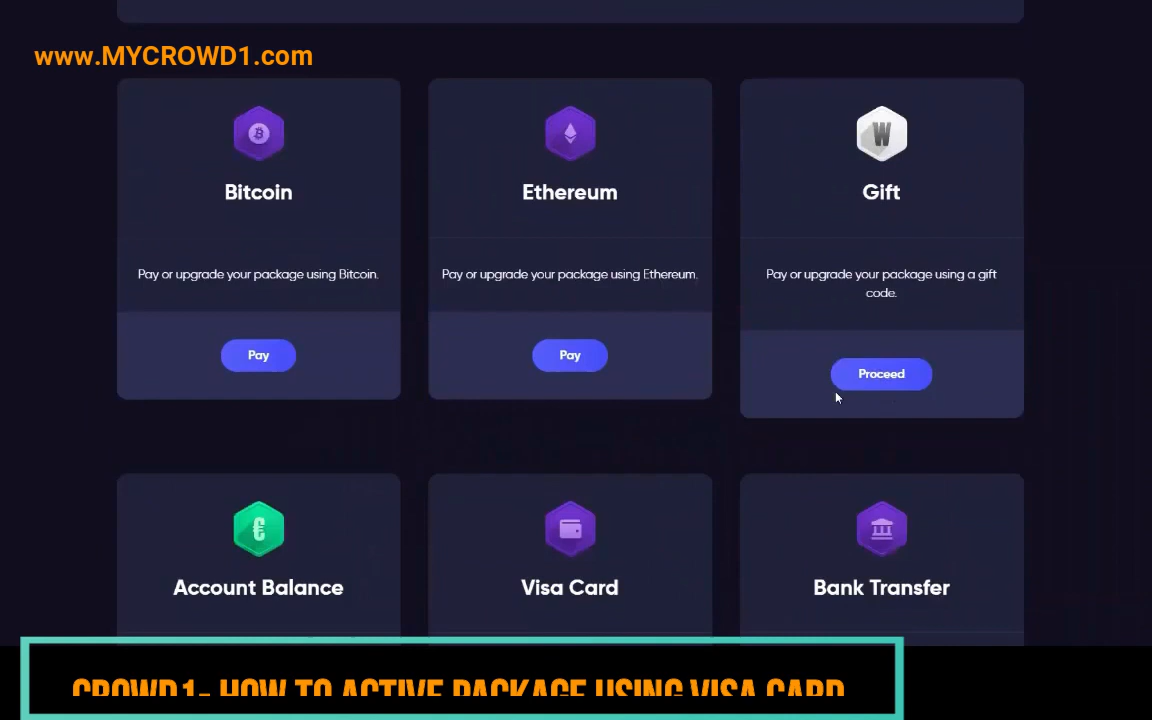 www.MYCROWD1.com
Bitcoin
Ethereum
Gift
Pay or upgrade your package using Bitcoin.
Pay or upgrade your package using Ethereum.
Pay or upgrade your package using a gift
code.
Pay
Pay
Proceed
Account Balance
Visa Card
Bank Transfer
CROWD1- HOW TO ACTIVE PACKAGE USING VISA CARD